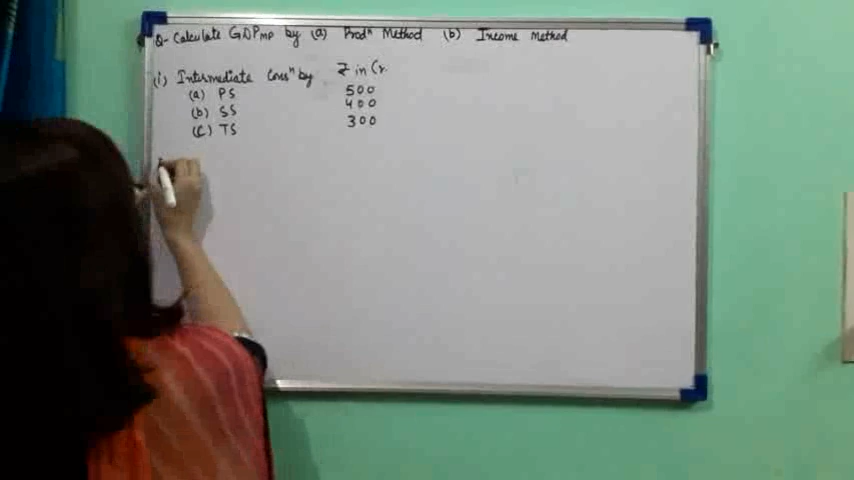 Q- Calculate GDPMP by (a) Prodⁿ Method (b) Income Method
(i) Intermediate Consⁿ by ₹ in Cr.
(a) PS 500
(b) SS 400
(c) TS 300